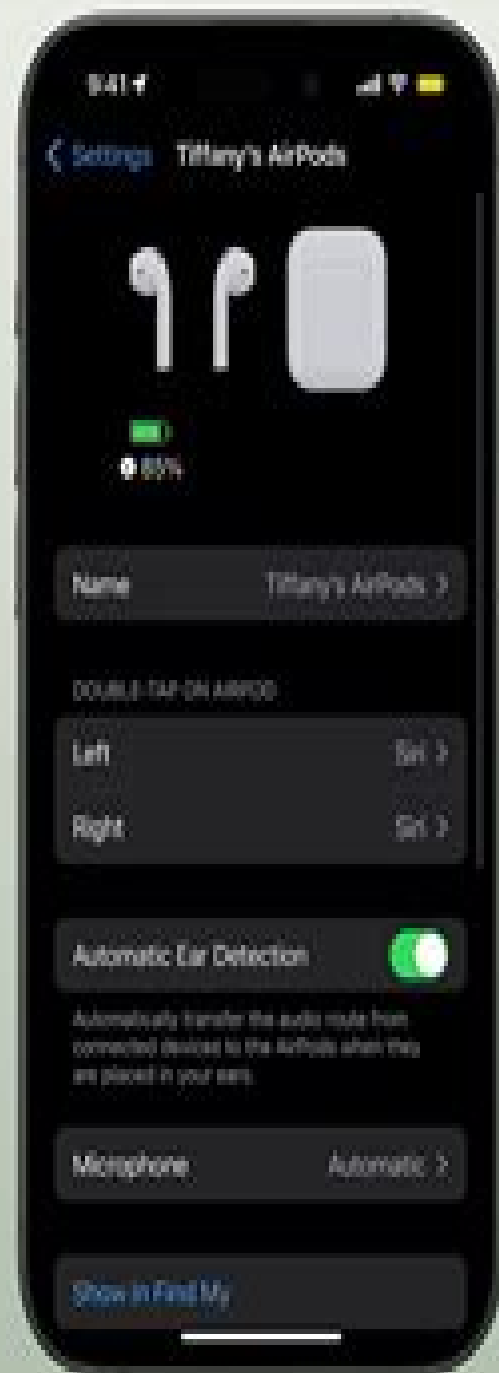 9:41
Settings Tiffany's AirPods
85%
Name Tiffany's AirPods
DOUBLE-TAP ON AIRPOD
Left Siri
Right Siri
Automatic Ear Detection
Automatically transfer the audio route from
connected devices to the AirPods when they
are placed in your ears.
Microphone Automatic
Show in Find My